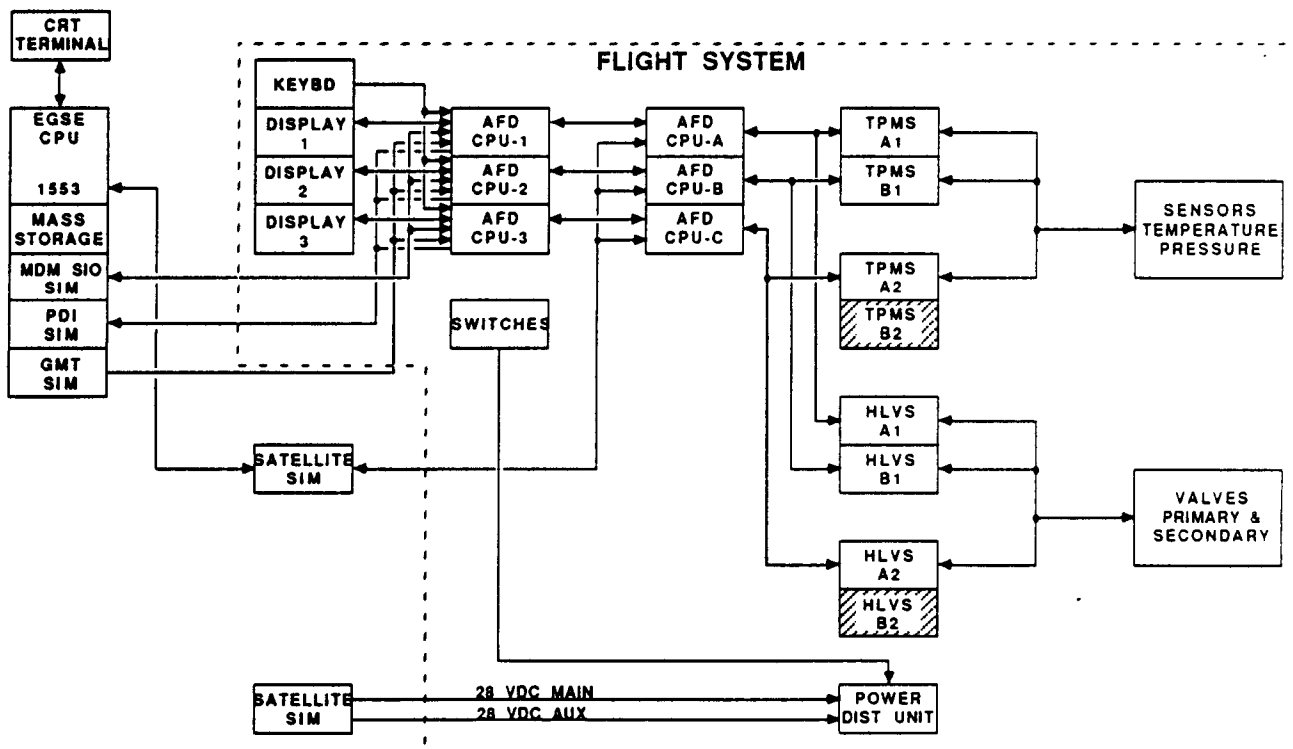 CRT
TERMINAL
FLIGHT SYSTEM
EGSE
CPU
1553
MASS
STORAGE
MDM SIO
SIM
PDI
SIM
GMT
SIM
KEYBD
DISPLAY
1
DISPLAY
2
DISPLAY
3
AFD
CPU-1
AFD
CPU-2
AFD
CPU-3
AFD
CPU-A
AFD
CPU-B
AFD
CPU-C
TPMS
A1
TPMS
B1
TPMS
A2
TPMS
B2
SENSORS
TEMPERATURE
PRESSURE
SWITCHES
HLVS
A1
HLVS
B1
HLVS
A2
HLVS
B2
VALVES
PRIMARY &
SECONDARY
SATELLITE
SIM
SATELLITE
SIM
28 VDC MAIN
28 VDC AUX
POWER
DIST UNIT